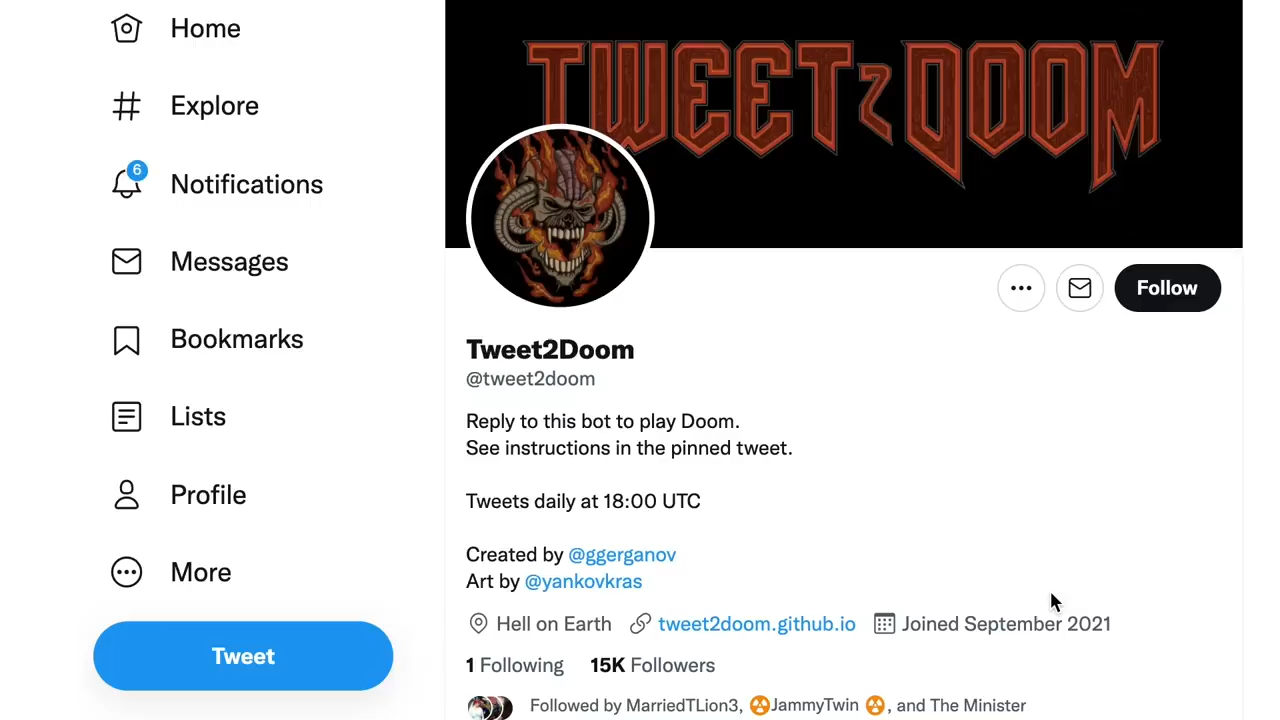 Home
Explore
6
Notifications
Messages
Bookmarks
Lists
Profile
More
Tweet
TWEET2DOOM
Follow
Tweet2Doom
@tweet2doom
Reply to this bot to play Doom.
See instructions in the pinned tweet.
Tweets daily at 18:00 UTC
Created by @ggerganov
Art by @yankovkras
Hell on Earth tweet2doom.github.io Joined September 2021
1 Following 15K Followers
Followed by MarriedTLion3, ☢JammyTwin ☢, and The Minister